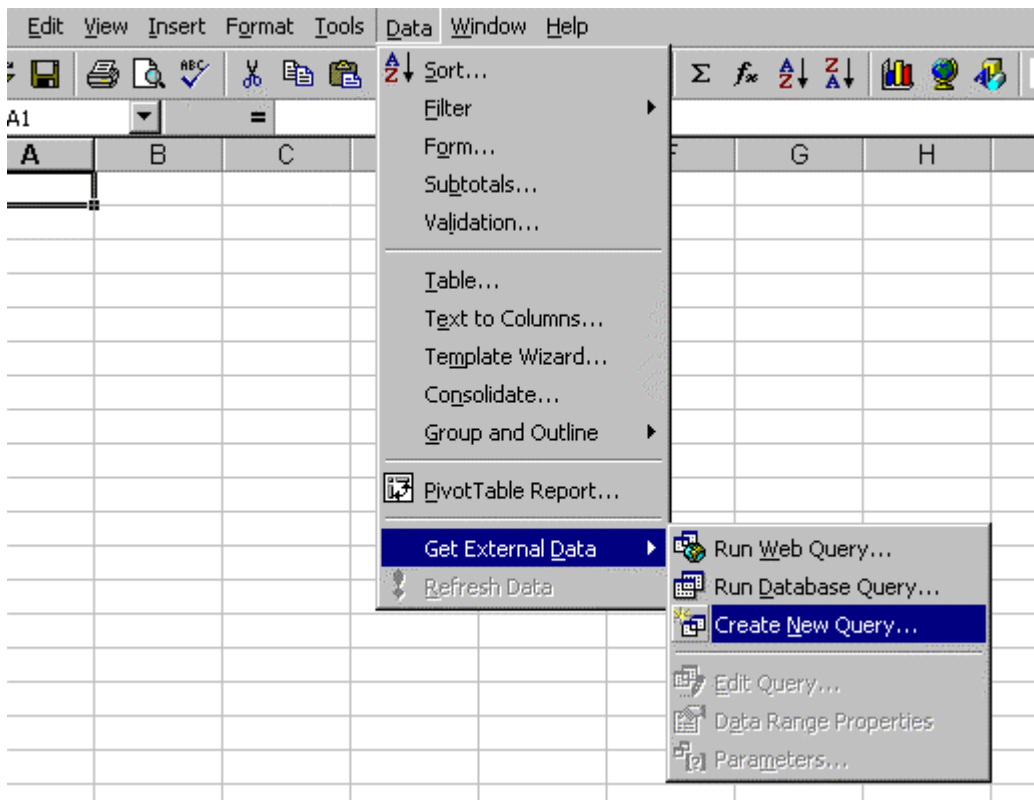 Edit View Insert Format Tools Data Window Help
ABC
A1 =
A B C F G H
Sort...
Filter
Form...
Subtotals...
Validation...
Table...
Text to Columns...
Template Wizard...
Consolidate...
Group and Outline
PivotTable Report...
Get External Data
Refresh Data
Run Web Query...
Run Database Query...
Create New Query...
Edit Query...
Data Range Properties
Parameters...